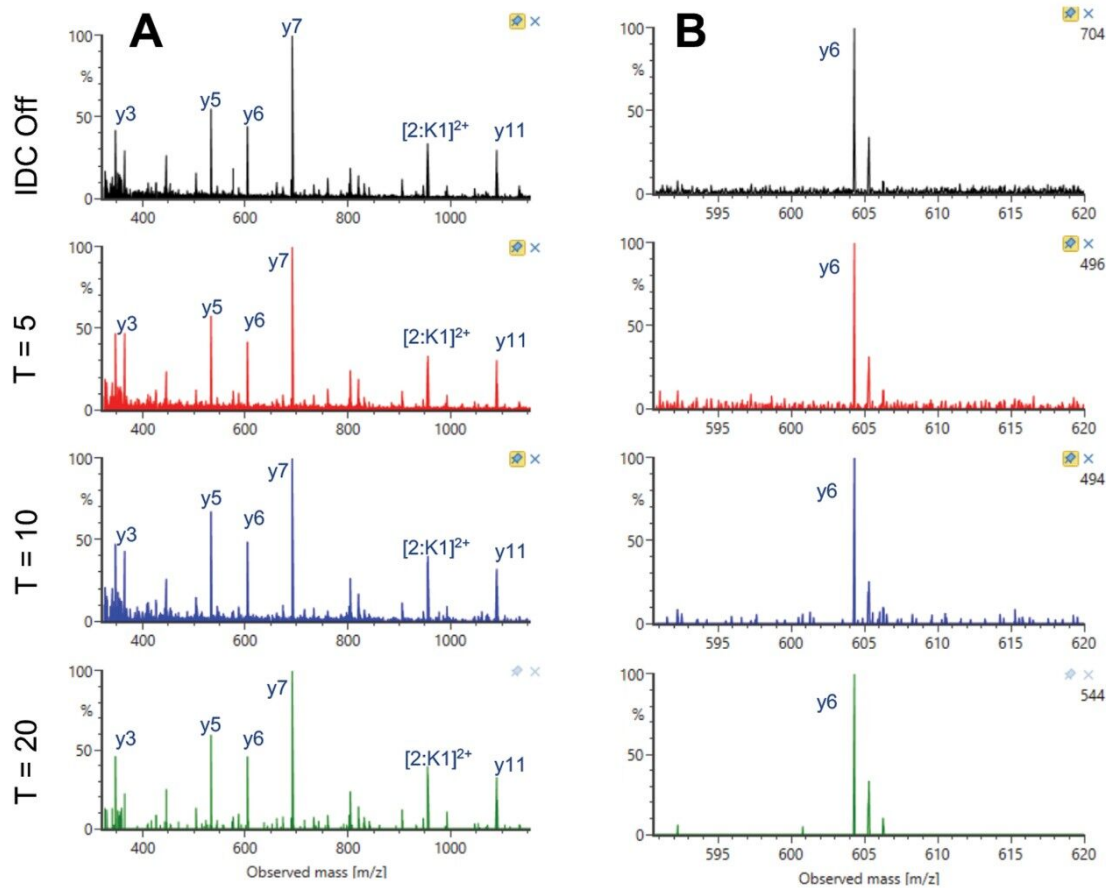 A
B
IDC Off
100
%
50
0
y3
y5
y6
y7
[2:K1]²⁺
y11
400
600
800
1000
100
%
50
0
y6
704
595
600
605
610
615
620
T = 5
100
%
50
0
y3
y5
y6
y7
[2:K1]²⁺
y11
400
600
800
1000
100
%
50
0
y6
496
595
600
605
610
615
620
T = 10
100
%
50
0
y3
y5
y6
y7
[2:K1]²⁺
y11
400
600
800
1000
100
%
50
0
y6
494
595
600
605
610
615
620
T = 20
100
%
50
0
y3
y5
y6
y7
[2:K1]²⁺
y11
400
600
800
1000
Observed mass [m/z]
100
%
50
0
y6
544
595
600
605
610
615
620
Observed mass [m/z]